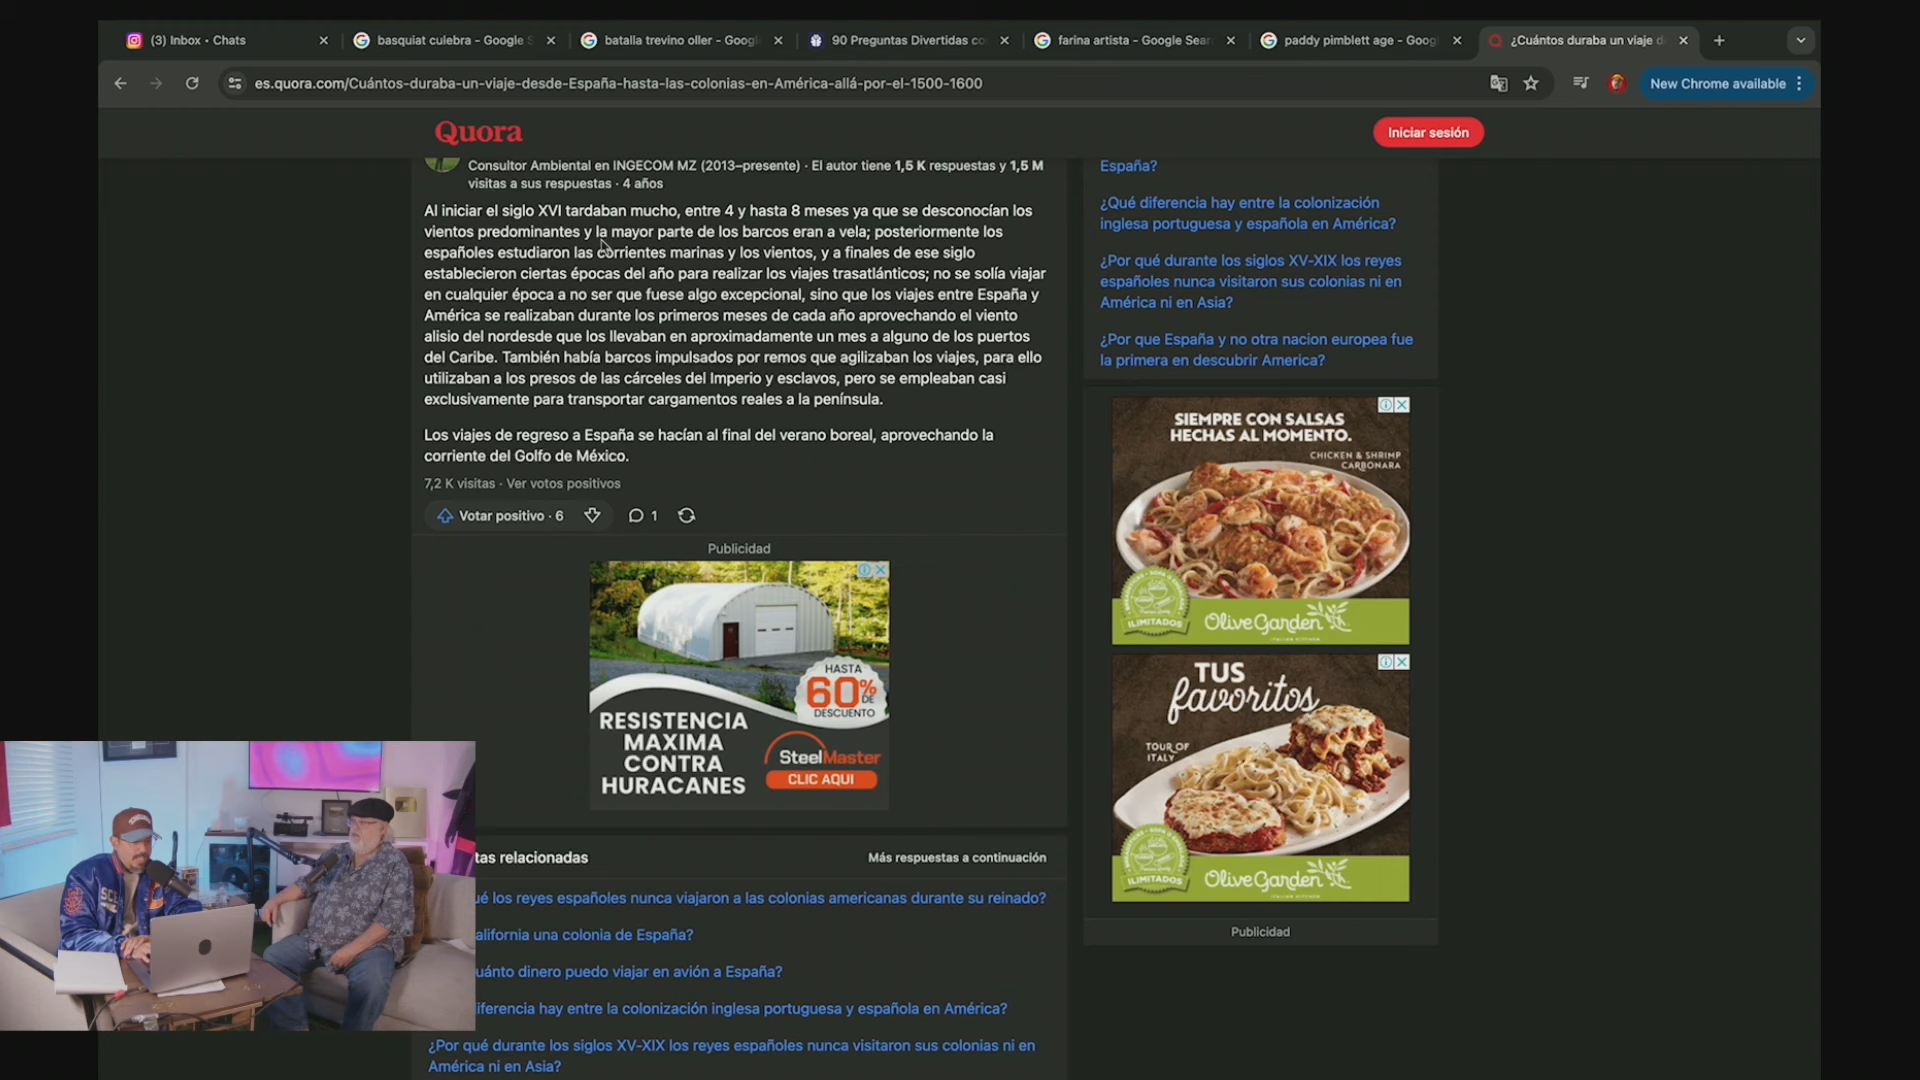 (3) Inbox • Chats
basquiat culebra - Google S
batalla trevino oller - Googl
90 Preguntas Divertidas co
farina artista - Google Sear
paddy pimblett age - Goog
¿Cuántos duraba un viaje d
es.quora.com/Cuántos-duraba-un-viaje-desde-España-hasta-las-colonias-en-América-allá-por-el-1500-1600
New Chrome available
Quora
Iniciar sesión
Consultor Ambiental en INGECOM MZ (2013–presente) · El autor tiene 1,5 K respuestas y 1,5 M
visitas a sus respuestas · 4 años
Al iniciar el siglo XVI tardaban mucho, entre 4 y hasta 8 meses ya que se desconocían los
vientos predominantes y la mayor parte de los barcos eran a vela; posteriormente los
españoles estudiaron las corrientes marinas y los vientos, y a finales de ese siglo
establecieron ciertas épocas del año para realizar los viajes trasatlánticos; no se solía viajar
en cualquier época a no ser que fuese algo excepcional, sino que los viajes entre España y
América se realizaban durante los primeros meses de cada año aprovechando el viento
alisio del nordesde que los llevaban en aproximadamente un mes a alguno de los puertos
del Caribe. También había barcos impulsados por remos que agilizaban los viajes, para ello
utilizaban a los presos de las cárceles del Imperio y esclavos, pero se empleaban casi
exclusivamente para transportar cargamentos reales a la península.
Los viajes de regreso a España se hacían al final del verano boreal, aprovechando la
corriente del Golfo de México.
7,2 K visitas · Ver votos positivos
Votar positivo · 6
1
Publicidad
HASTA
60%
DE
DESCUENTO
RESISTENCIA
MAXIMA
CONTRA
HURACANES
SteelMaster
CLIC AQUI
tas relacionadas
Más respuestas a continuación
ué los reyes españoles nunca viajaron a las colonias americanas durante su reinado?
alifornia una colonia de España?
uánto dinero puedo viajar en avión a España?
iferencia hay entre la colonización inglesa portuguesa y española en América?
¿Por qué durante los siglos XV-XIX los reyes españoles nunca visitaron sus colonias ni en
América ni en Asia?
España?
¿Qué diferencia hay entre la colonización
inglesa portuguesa y española en América?
¿Por qué durante los siglos XV-XIX los reyes
españoles nunca visitaron sus colonias ni en
América ni en Asia?
¿Por que España y no otra nacion europea fue
la primera en descubrir America?
SIEMPRE CON SALSAS
HECHAS AL MOMENTO.
CHICKEN & SHRIMP
CARBONARA
ILIMITADOS
Olive Garden
ITALIAN KITCHEN
TUS
favoritos
TOUR OF
ITALY
ILIMITADOS
Olive Garden
Publicidad